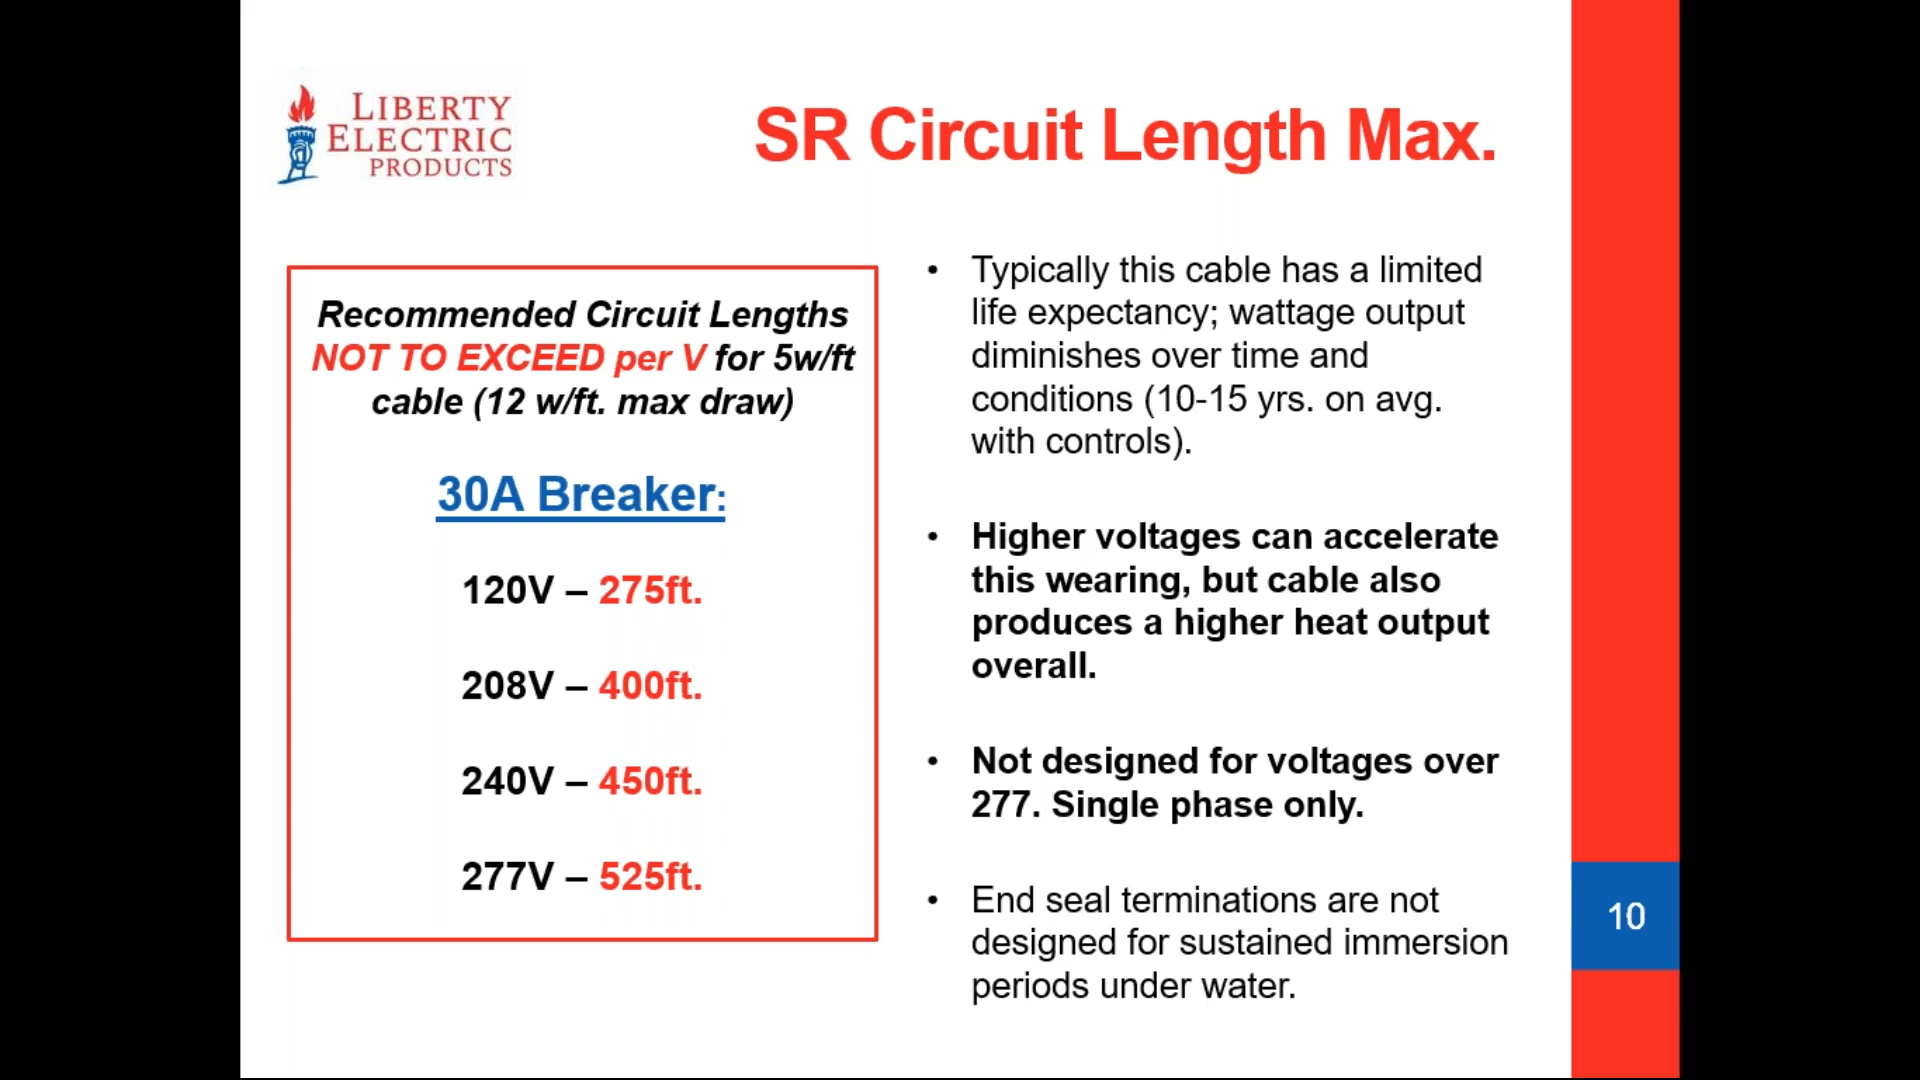 LIBERTY
ELECTRIC
PRODUCTS
SR Circuit Length Max.
Recommended Circuit Lengths
NOT TO EXCEED per V for 5w/ft
cable (12 w/ft. max draw)
30A Breaker:
120V – 275ft.
208V – 400ft.
240V – 450ft.
277V – 525ft.
• Typically this cable has a limited
life expectancy; wattage output
diminishes over time and
conditions (10-15 yrs. on avg.
with controls).
• Higher voltages can accelerate
this wearing, but cable also
produces a higher heat output
overall.
• Not designed for voltages over
277. Single phase only.
• End seal terminations are not
designed for sustained immersion
periods under water.
10